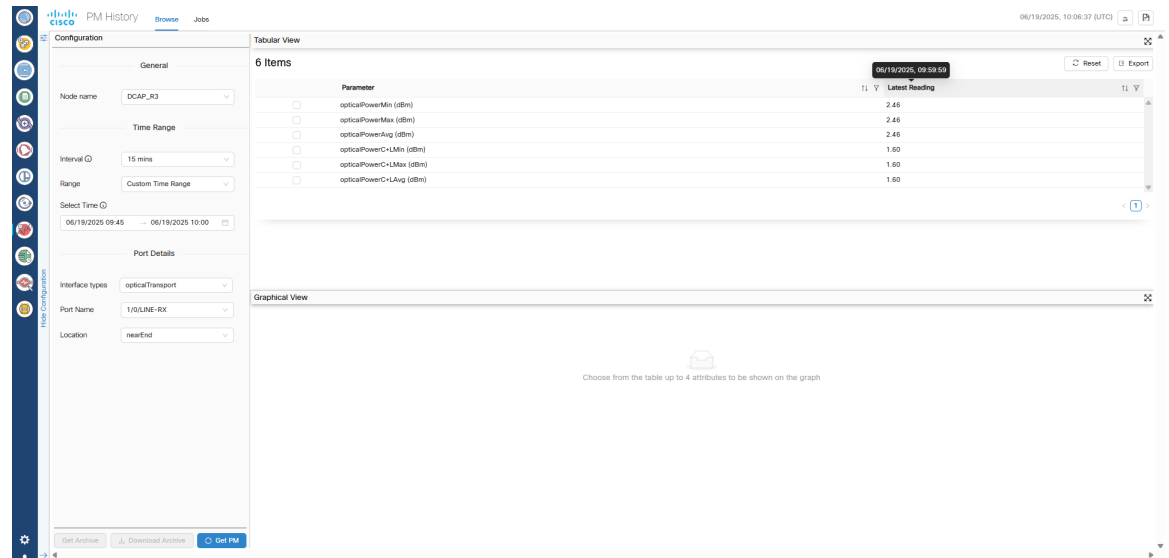 cisco PM History Browse Jobs 06/19/2025, 10:06:37 (UTC)
Configuration
General
Node name DCAP_R3
Time Range
Interval 15 mins
Range Custom Time Range
Select Time
06/19/2025 09:45 → 06/19/2025 10:00
Port Details
Interface types opticalTransport
Port Name 1/0/LINE-RX
Location nearEnd
Get Archive Download Archive Get PM
Hide Configuration
Tabular View
6 Items Reset Export
06/19/2025, 09:59:59
Parameter Latest Reading
opticalPowerMin (dBm) 2.46
opticalPowerMax (dBm) 2.46
opticalPowerAvg (dBm) 2.46
opticalPowerC+LMin (dBm) 1.60
opticalPowerC+LMax (dBm) 1.60
opticalPowerC+LAvg (dBm) 1.60
< 1 >
Graphical View
Choose from the table up to 4 attributes to be shown on the graph